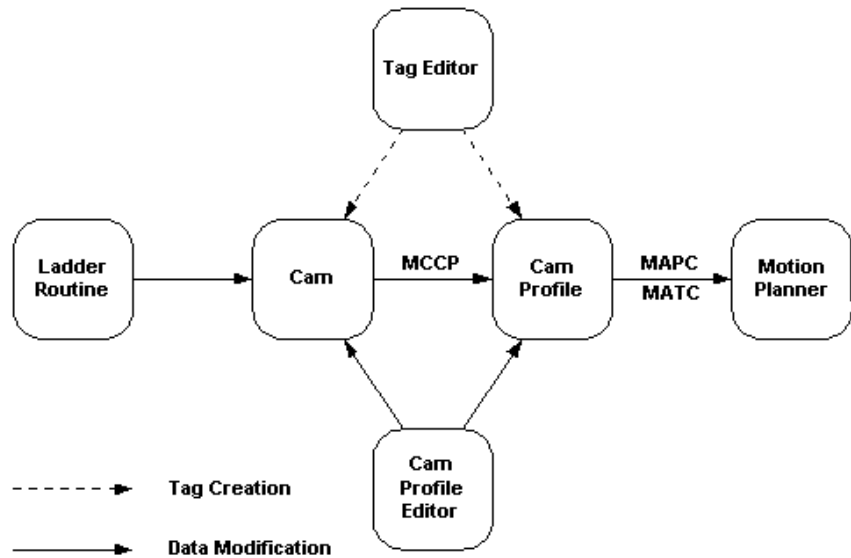 Tag Editor
Ladder
Routine
Cam
MCCP
Cam
Profile
MAPC
MATC
Motion
Planner
Cam
Profile
Editor
Tag Creation
Data Modification